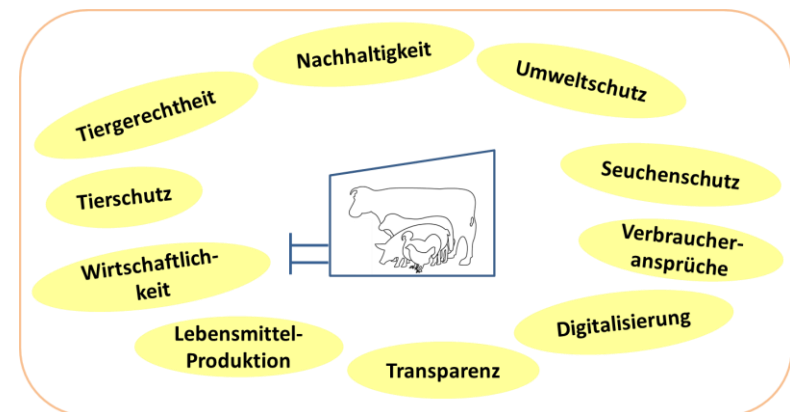 Nachhaltigkeit
Umweltschutz
Tiergerechtheit
Seuchenschutz
Tierschutz
Verbraucher-
ansprüche
Wirtschaftlich-
keit
Digitalisierung
Lebensmittel-
Produktion
Transparenz